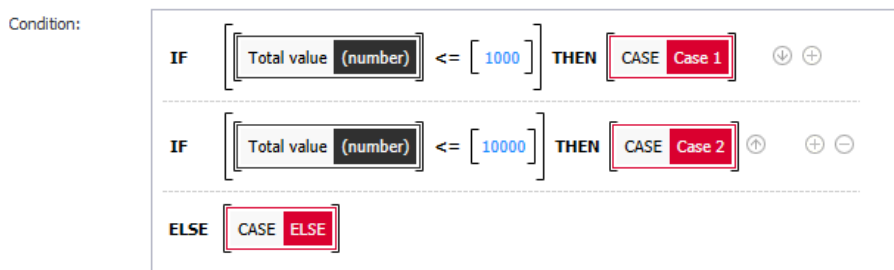 Condition:
IF [[Total value (number)] <= [1000]] THEN [CASE Case 1]
IF [[Total value (number)] <= [10000]] THEN [CASE Case 2]
ELSE [CASE ELSE]